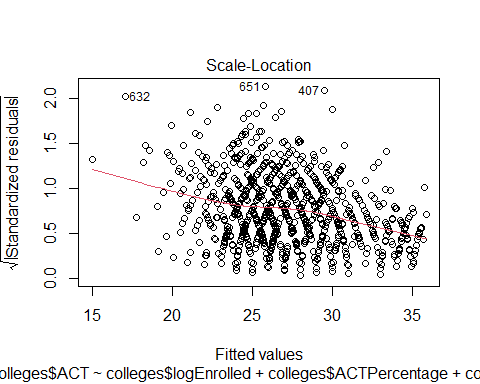 Scale-Location
√|Standardized residuals|
2.0
1.5
1.0
0.5
0.0
632
651
407
15 20 25 30 35
Fitted values
olleges$ACT ~ colleges$logEnrolled + colleges$ACTPercentage + co